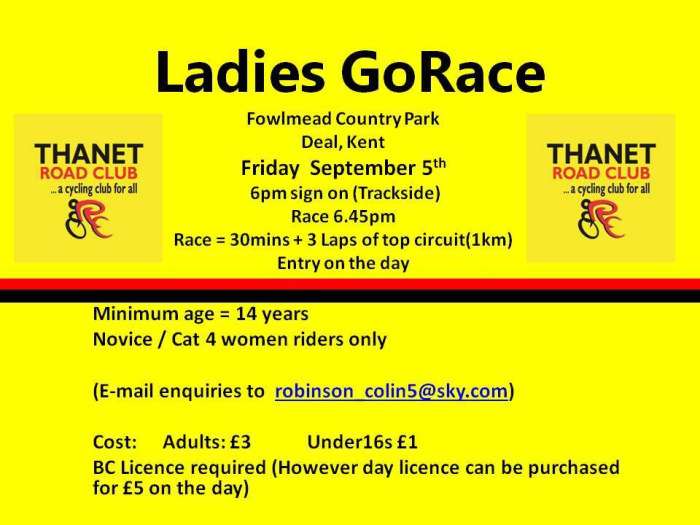 Ladies GoRace
Fowlmead Country Park
Deal, Kent
Friday September 5th
6pm sign on (Trackside)
Race 6.45pm
Race = 30mins + 3 Laps of top circuit(1km)
Entry on the day
THANET
ROAD CLUB
...a cycling club for all
THANET
ROAD CLUB
...a cycling club for all
Minimum age = 14 years
Novice / Cat 4 women riders only
(E-mail enquiries to robinson_colin5@sky.com)
Cost: Adults: £3 Under16s £1
BC Licence required (However day licence can be purchased
for £5 on the day)